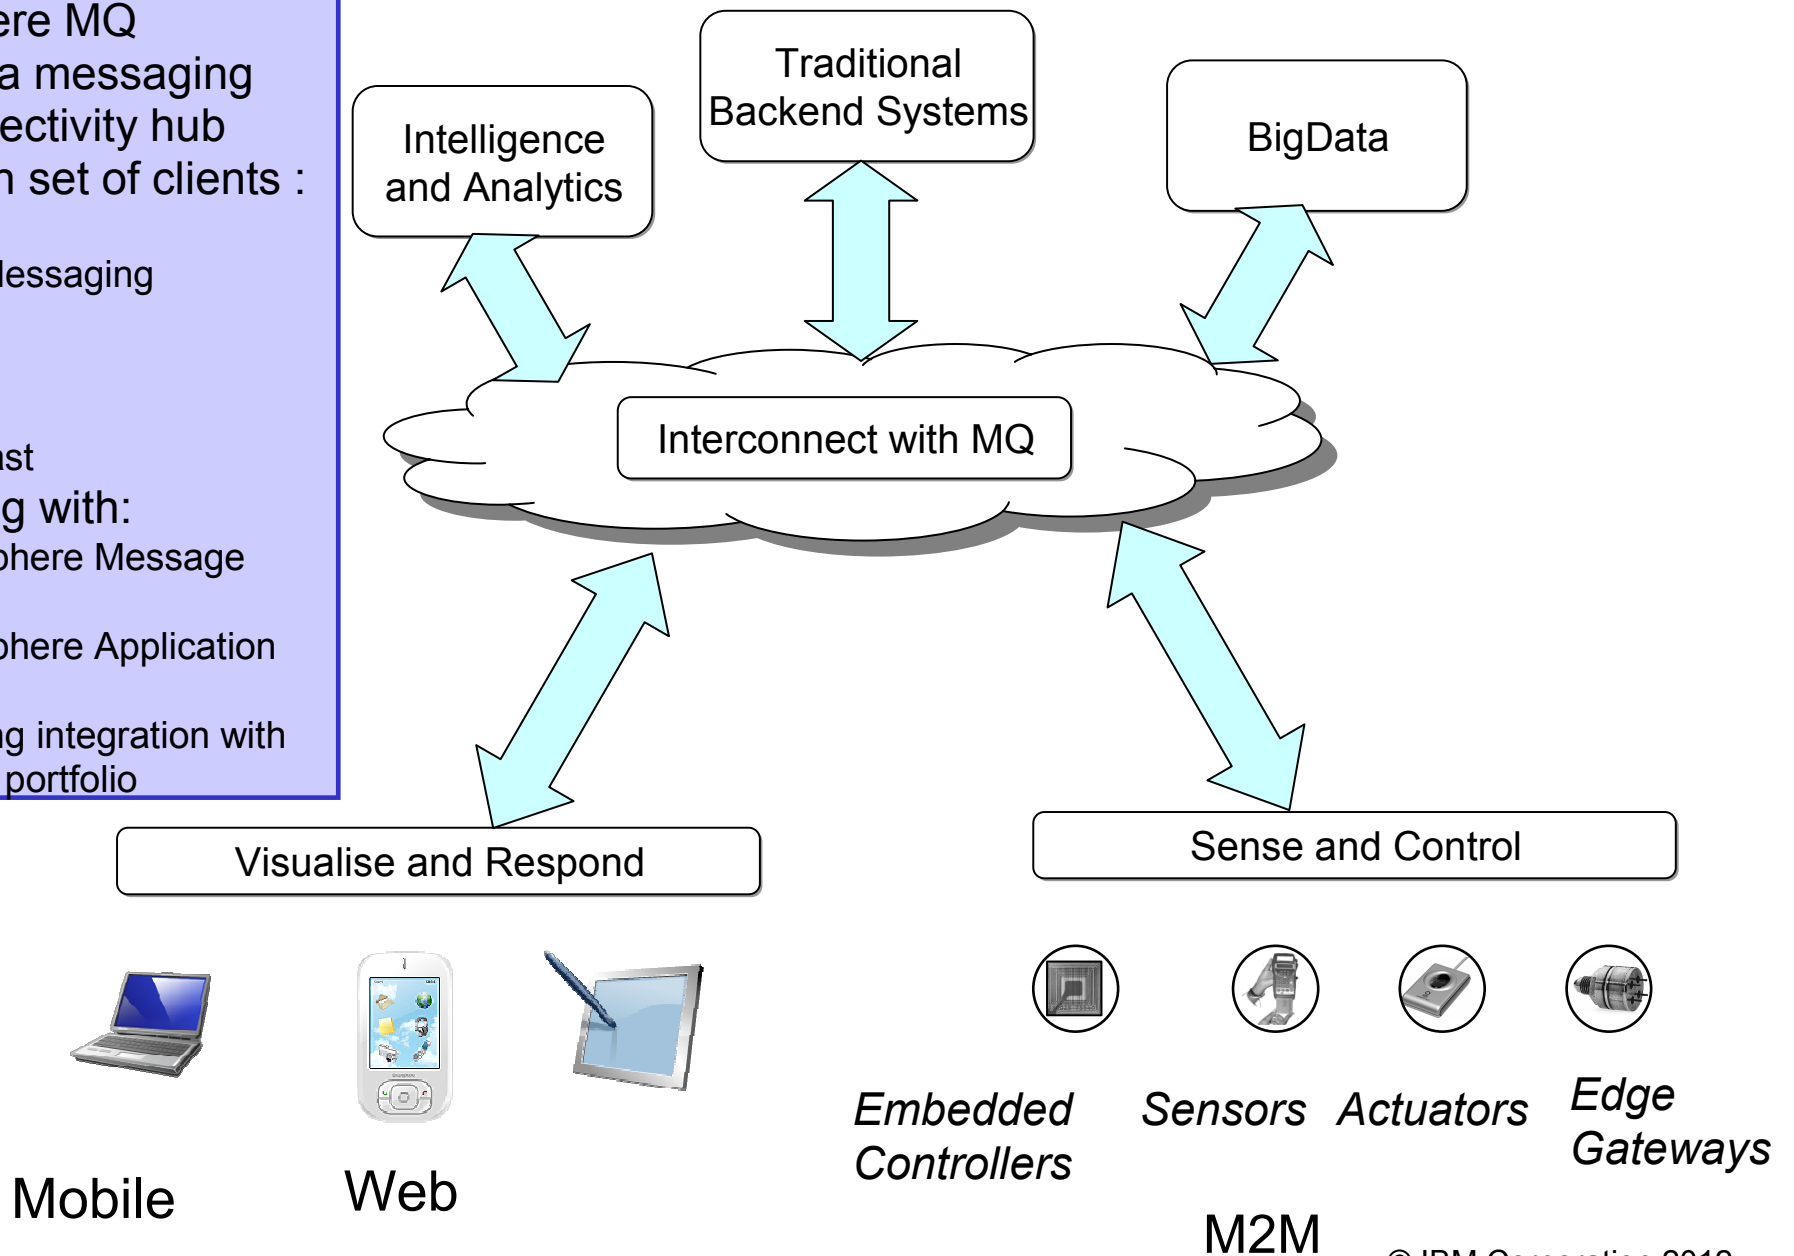 ere MQ
a messaging
ectivity hub
n set of clients :
lessaging
ast
g with:
phere Message
phere Application
ng integration with
portfolio
Traditional
Backend Systems
Intelligence
and Analytics
BigData
Interconnect with MQ
Visualise and Respond
Sense and Control
Embedded
Controllers
Sensors
Actuators
Edge
Gateways
Mobile
Web
M2M